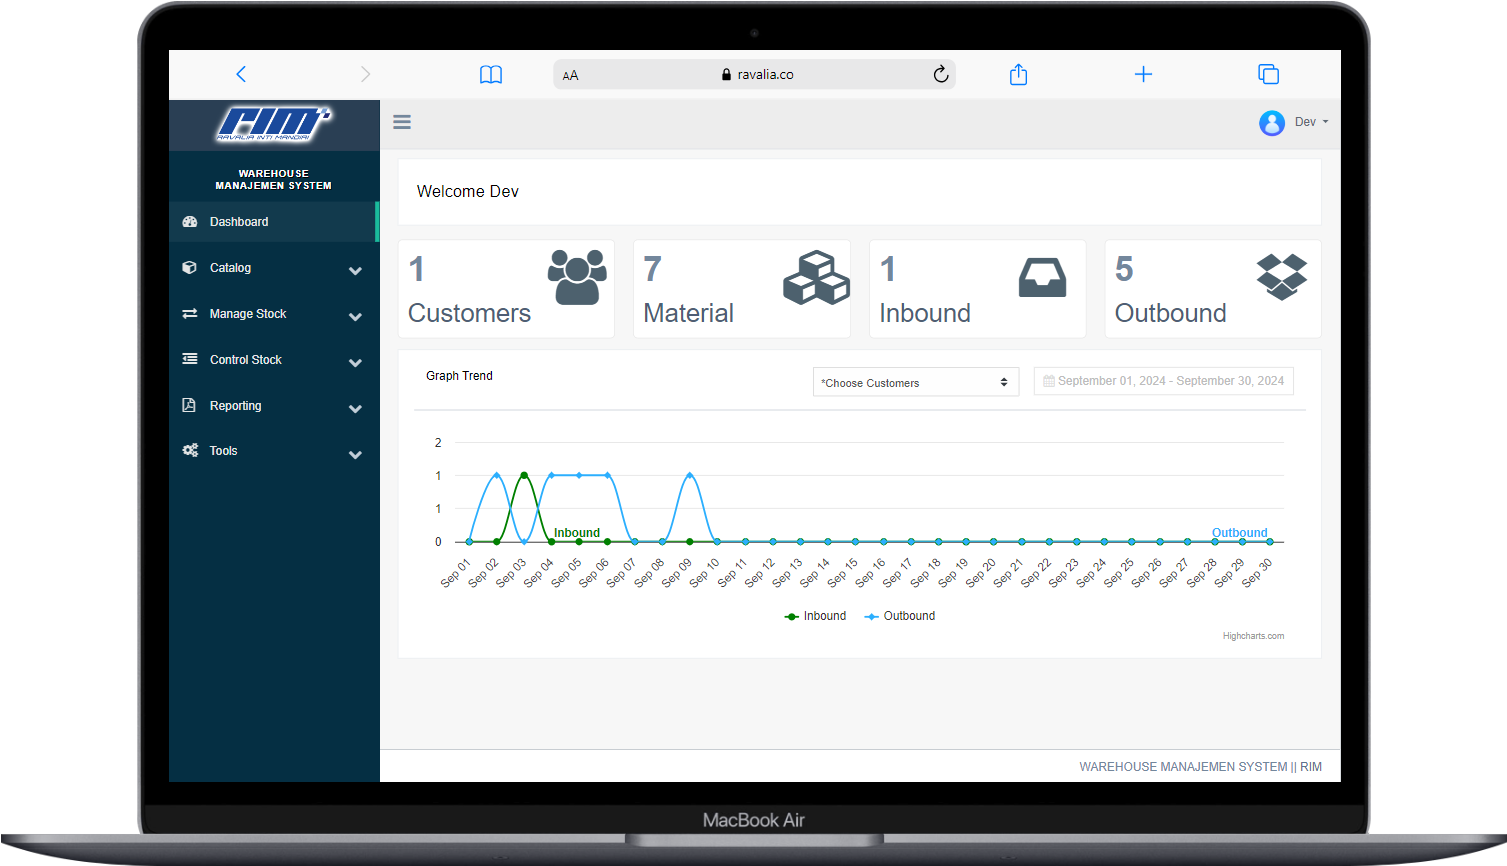 AA
ravalia.co
RIM
RAVALIA INTI MANDIRI
Dev
WAREHOUSE
MANAJEMEN SYSTEM
Dashboard
Catalog
Manage Stock
Control Stock
Reporting
Tools
Welcome Dev
1
Customers
7
Material
1
Inbound
5
Outbound
Graph Trend
*Choose Customers
September 01, 2024 - September 30, 2024
2
1
1
0
Inbound
Outbound
Sep 01
Sep 02
Sep 03
Sep 04
Sep 05
Sep 06
Sep 07
Sep 08
Sep 09
Sep 10
Sep 11
Sep 12
Sep 13
Sep 14
Sep 15
Sep 16
Sep 17
Sep 18
Sep 19
Sep 20
Sep 21
Sep 22
Sep 23
Sep 24
Sep 25
Sep 26
Sep 27
Sep 28
Sep 29
Sep 30
Inbound
Outbound
Highcharts.com
WAREHOUSE MANAJEMEN SYSTEM || RIM
MacBook Air